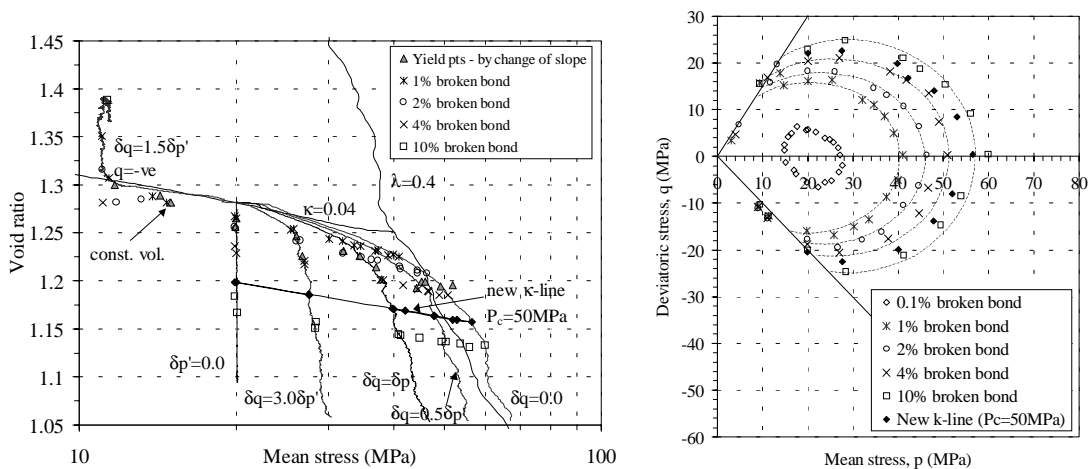 1.45
1.40
1.35
1.30
1.25
1.20
1.15
1.10
1.05
Void ratio
10
100
Mean stress (MPa)
Yield pts - by change of slope
1% broken bond
2% broken bond
4% broken bond
10% broken bond
δq=1.5δp'
q=-ve
λ=0.4
κ=0.04
const. vol.
new κ-line
Pc=50MPa
δp'=0.0
δq=3.0δp'
δq=δp
δq=0.5δp
δq=0.0
30
20
10
0
-10
-20
-30
-40
-50
-60
Deviatoric stress, q (MPa)
0 10 20 30 40 50 60 70 80
Mean stress, p (MPa)
0.1% broken bond
1% broken bond
2% broken bond
4% broken bond
10% broken bond
New k-line (Pc=50MPa)